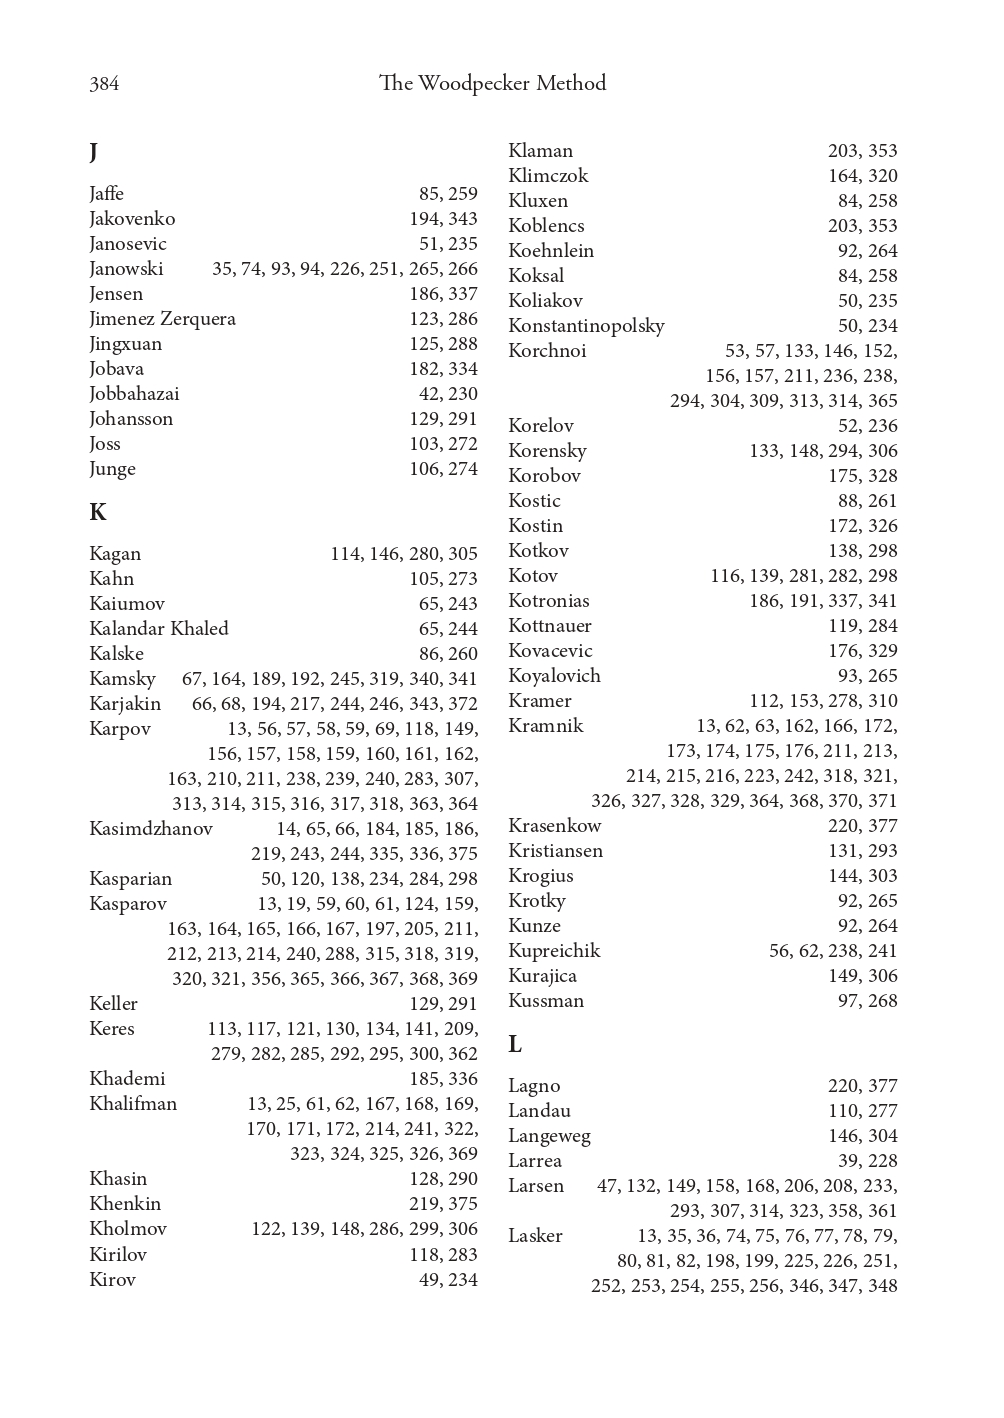 384
The Woodpecker Method
J
Jaffe 85, 259
Jakovenko 194, 343
Janosevic 51, 235
Janowski 35, 74, 93, 94, 226, 251, 265, 266
Jensen 186, 337
Jimenez Zerquera 123, 286
Jingxuan 125, 288
Jobava 182, 334
Jobbahazai 42, 230
Johansson 129, 291
Joss 103, 272
Junge 106, 274
K
Kagan 114, 146, 280, 305
Kahn 105, 273
Kaiumov 65, 243
Kalandar Khaled 65, 244
Kalske 86, 260
Kamsky 67, 164, 189, 192, 245, 319, 340, 341
Karjakin 66, 68, 194, 217, 244, 246, 343, 372
Karpov 13, 56, 57, 58, 59, 69, 118, 149,
156, 157, 158, 159, 160, 161, 162,
163, 210, 211, 238, 239, 240, 283, 307,
313, 314, 315, 316, 317, 318, 363, 364
Kasimdzhanov 14, 65, 66, 184, 185, 186,
219, 243, 244, 335, 336, 375
Kasparian 50, 120, 138, 234, 284, 298
Kasparov 13, 19, 59, 60, 61, 124, 159,
163, 164, 165, 166, 167, 197, 205, 211,
212, 213, 214, 240, 288, 315, 318, 319,
320, 321, 356, 365, 366, 367, 368, 369
Keller 129, 291
Keres 113, 117, 121, 130, 134, 141, 209,
279, 282, 285, 292, 295, 300, 362
Khademi 185, 336
Khalifman 13, 25, 61, 62, 167, 168, 169,
170, 171, 172, 214, 241, 322,
323, 324, 325, 326, 369
Khasin 128, 290
Khenkin 219, 375
Kholmov 122, 139, 148, 286, 299, 306
Kirilov 118, 283
Kirov 49, 234
Klaman 203, 353
Klimczok 164, 320
Kluxen 84, 258
Koblencs 203, 353
Koehnlein 92, 264
Koksal 84, 258
Koliakov 50, 235
Konstantinopolsky 50, 234
Korchnoi 53, 57, 133, 146, 152,
156, 157, 211, 236, 238,
294, 304, 309, 313, 314, 365
Korelov 52, 236
Korensky 133, 148, 294, 306
Korobov 175, 328
Kostic 88, 261
Kostin 172, 326
Kotkov 138, 298
Kotov 116, 139, 281, 282, 298
Kotronias 186, 191, 337, 341
Kottnauer 119, 284
Kovacevic 176, 329
Koyalovich 93, 265
Kramer 112, 153, 278, 310
Kramnik 13, 62, 63, 162, 166, 172,
173, 174, 175, 176, 211, 213,
214, 215, 216, 223, 242, 318, 321,
326, 327, 328, 329, 364, 368, 370, 371
Krasenkow 220, 377
Kristiansen 131, 293
Krogius 144, 303
Krotky 92, 265
Kunze 92, 264
Kupreichik 56, 62, 238, 241
Kurajica 149, 306
Kussman 97, 268
L
Lagno 220, 377
Landau 110, 277
Langeweg 146, 304
Larrea 39, 228
Larsen 47, 132, 149, 158, 168, 206, 208, 233,
293, 307, 314, 323, 358, 361
Lasker 13, 35, 36, 74, 75, 76, 77, 78, 79,
80, 81, 82, 198, 199, 225, 226, 251,
252, 253, 254, 255, 256, 346, 347, 348